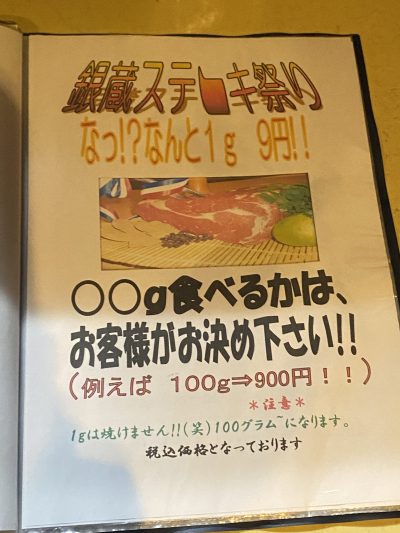 銀蔵ステーキ祭り
なっ!?なんと1g 9円!!
〇〇g食べるかは、
お客様がお決め下さい!!
(例えば 100g⇒900円!!)
*注意*
1gは焼けません!!(笑)100グラム~になります。
税込価格となっております